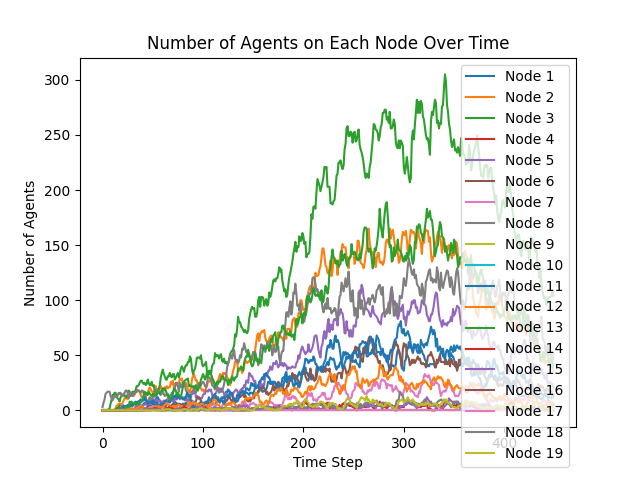 Number of Agents on Each Node Over Time
Number of Agents
300
250
200
150
100
50
0
0
100
200
300
400
Time Step
Node 1
Node 2
Node 3
Node 4
Node 5
Node 6
Node 7
Node 8
Node 9
Node 10
Node 11
Node 12
Node 13
Node 14
Node 15
Node 16
Node 17
Node 18
Node 19